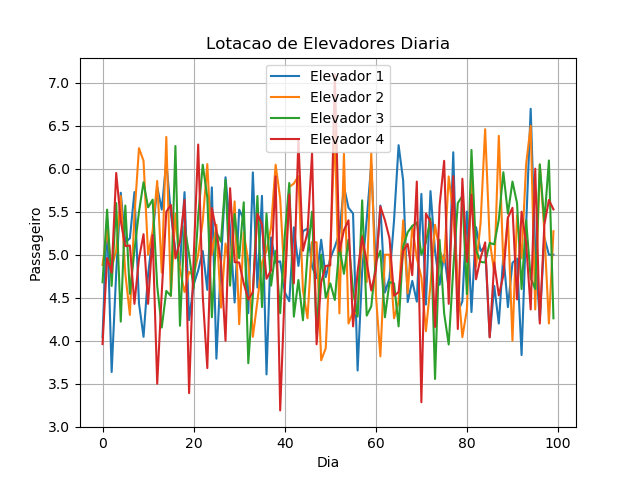 Lotacao de Elevadores Diaria
Elevador 1
Elevador 2
Elevador 3
Elevador 4
Passageiro
7.0
6.5
6.0
5.5
5.0
4.5
4.0
3.5
3.0
0 20 40 60 80 100
Dia